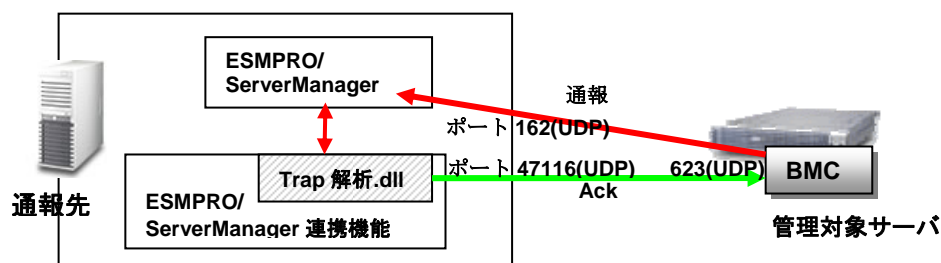 ESMPRO/
ServerManager
通報
ポート 162(UDP)
ポート 47116(UDP)
623(UDP)
BMC
Trap 解析.dll
Ack
通報先
ESMPRO/
ServerManager 連携機能
管理対象サーバ